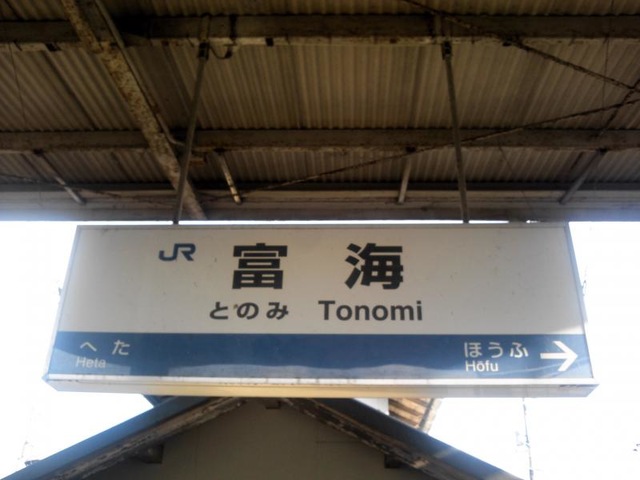 JR 富海
とのみ Tonomi
へた ほうふ →
Heta Hōfu